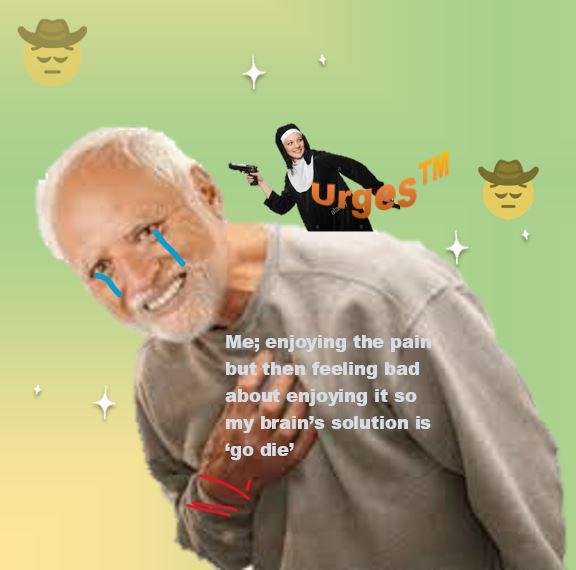 Urges™
Me; enjoying the pain
but then feeling bad
about enjoying it so
my brain's solution is
‘go die’